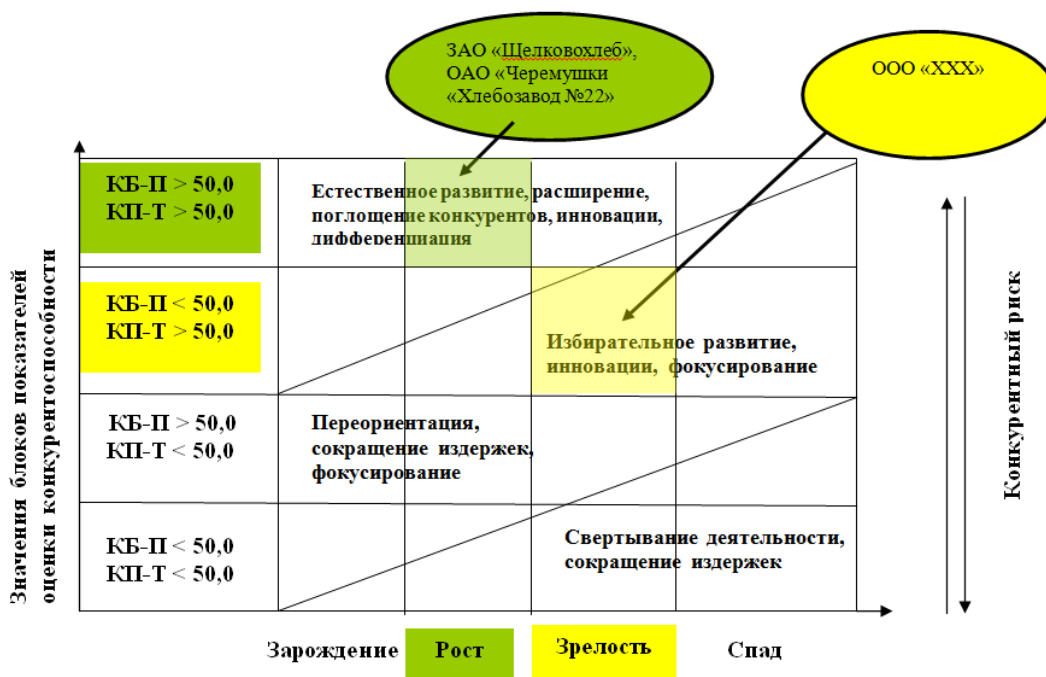 ЗАО «Щелковохлеб»,
ОАО «Черемушки
«Хлебозавод №22»
ООО «ХХХ»
КБ-П > 50,0
КП-Т > 50,0
Естественное развитие, расширение,
поглощение конкурентов, инновации,
дифференциация
КБ-П < 50,0
КП-Т > 50,0
Избирательное развитие,
инновации, фокусирование
КБ-П > 50,0
КП-Т < 50,0
Переориентация,
сокращение издержек,
фокусирование
КБ-П < 50,0
КП-Т < 50,0
Свертывание деятельности,
сокращение издержек
Значения блоков показателей
оценки конкурентоспособности
Конкурентный риск
Зарождение Рост Зрелость Спад